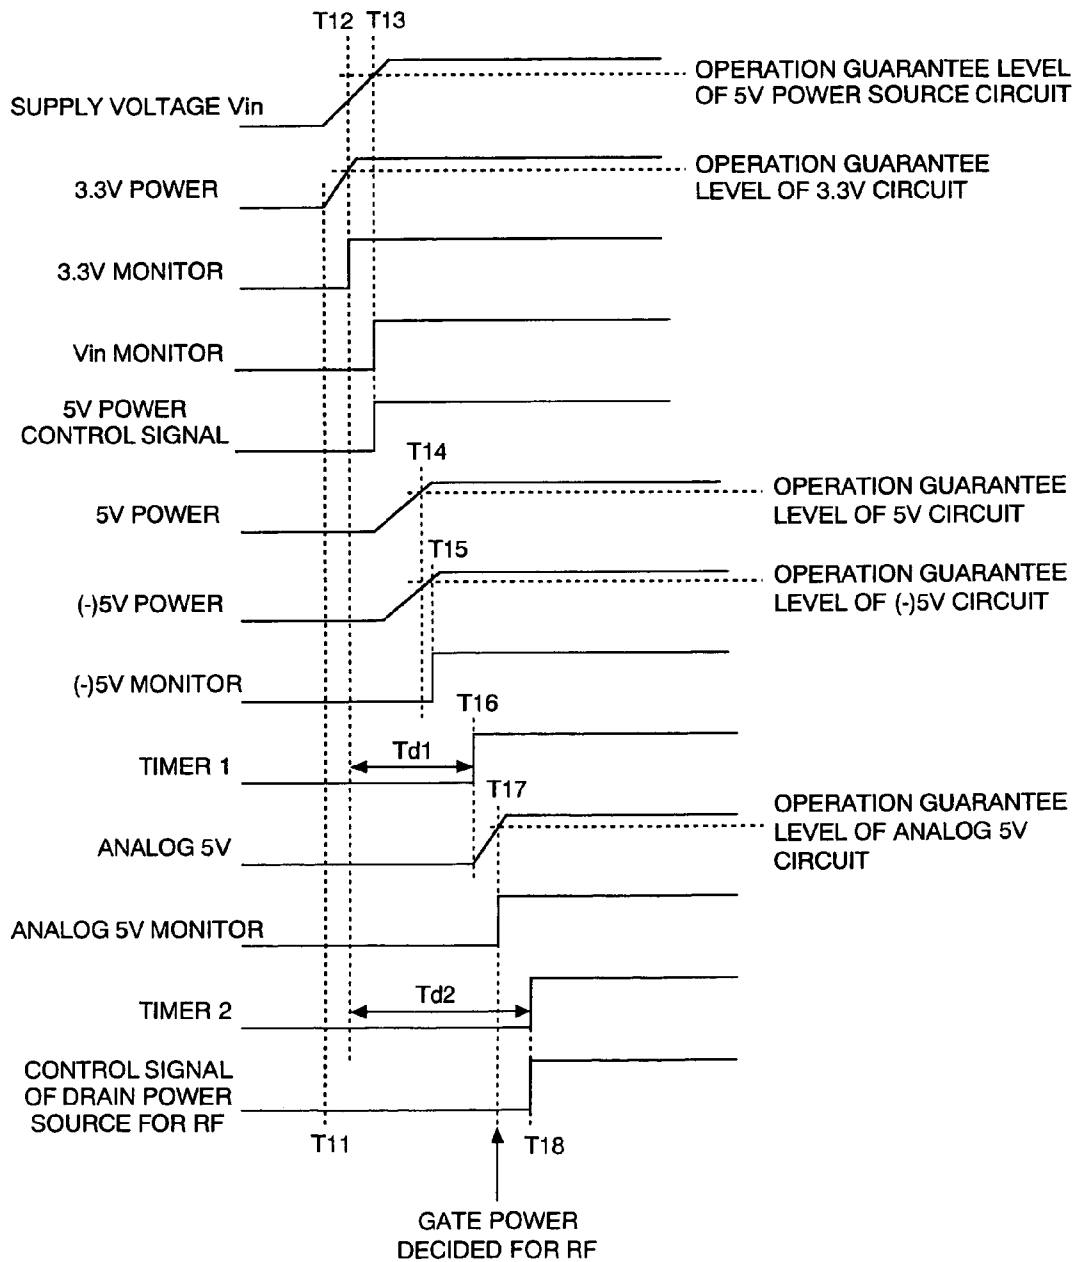 T12 T13
OPERATION GUARANTEE LEVEL
OF 5V POWER SOURCE CIRCUIT
SUPPLY VOLTAGE Vin
OPERATION GUARANTEE
LEVEL OF 3.3V CIRCUIT
3.3V POWER
3.3V MONITOR
Vin MONITOR
5V POWER
CONTROL SIGNAL
T14
OPERATION GUARANTEE
LEVEL OF 5V CIRCUIT
5V POWER
T15
OPERATION GUARANTEE
LEVEL OF (-)5V CIRCUIT
(-)5V POWER
(-)5V MONITOR
T16
Td1
TIMER 1
T17
OPERATION GUARANTEE
LEVEL OF ANALOG 5V
CIRCUIT
ANALOG 5V
ANALOG 5V MONITOR
Td2
TIMER 2
CONTROL SIGNAL
OF DRAIN POWER
SOURCE FOR RF
T11
T18
GATE POWER
DECIDED FOR RF